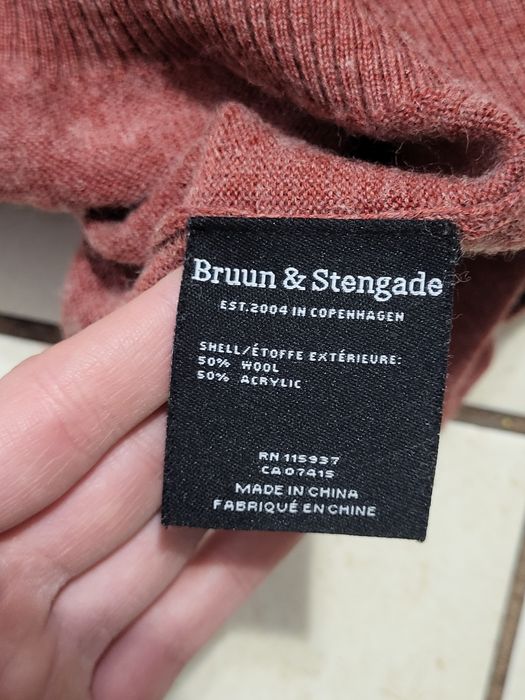 Bruun & Stengade
EST.2004 IN COPENHAGEN
SHELL/ÉTOFFE EXTÉRIEURE:
50% WOOL
50% ACRYLIC
RN 115937
CA 07415
MADE IN CHINA
FABRIQUÉ EN CHINE